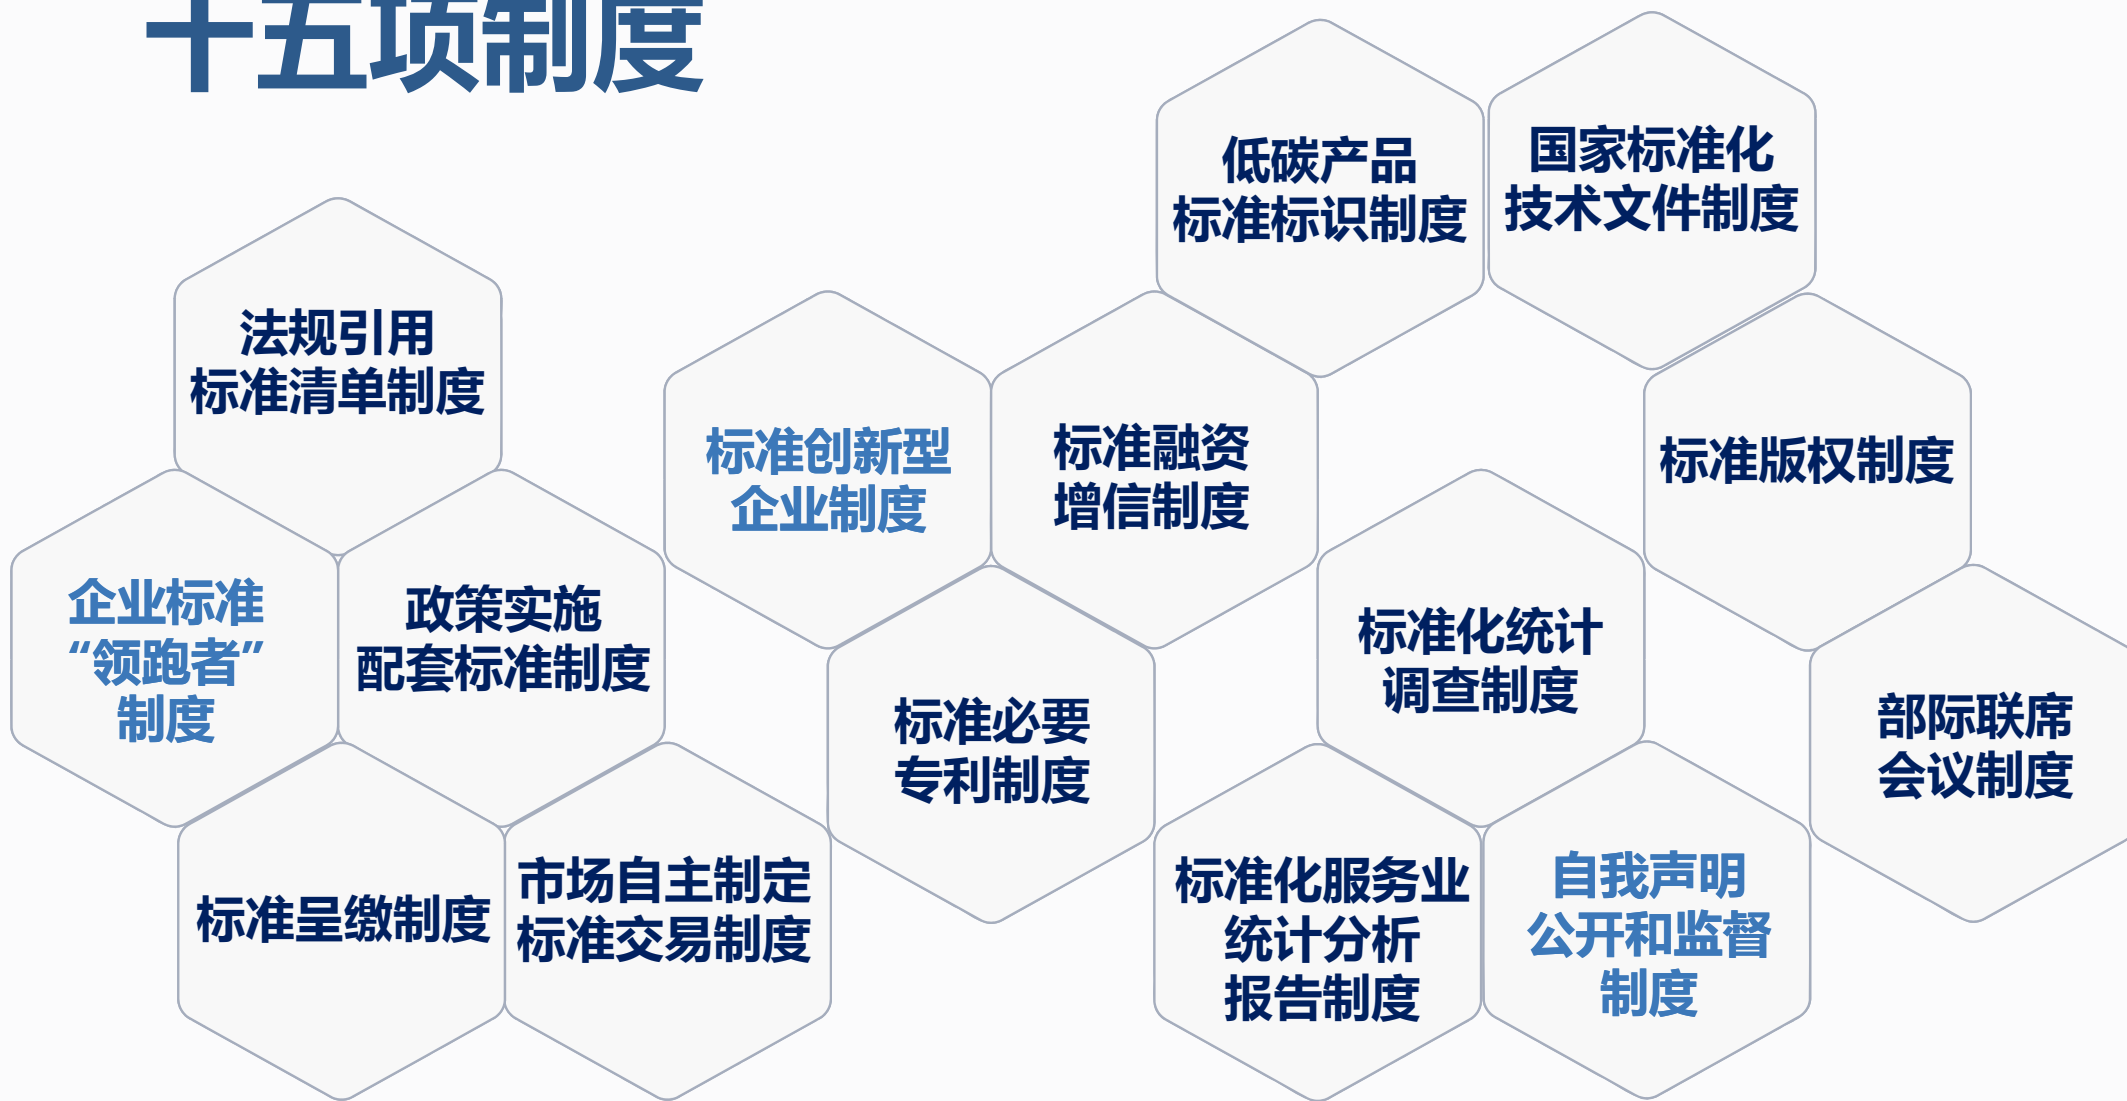 十五项制度
法规引用
标准清单制度
企业标准
“领跑者”
制度
政策实施
配套标准制度
标准呈缴制度
市场自主制定
标准交易制度
标准创新型
企业制度
标准融资
增信制度
标准必要
专利制度
低碳产品
标准标识制度
国家标准化
技术文件制度
标准版权制度
标准化统计
调查制度
部际联席
会议制度
标准化服务业
统计分析
报告制度
自我声明
公开和监督
制度